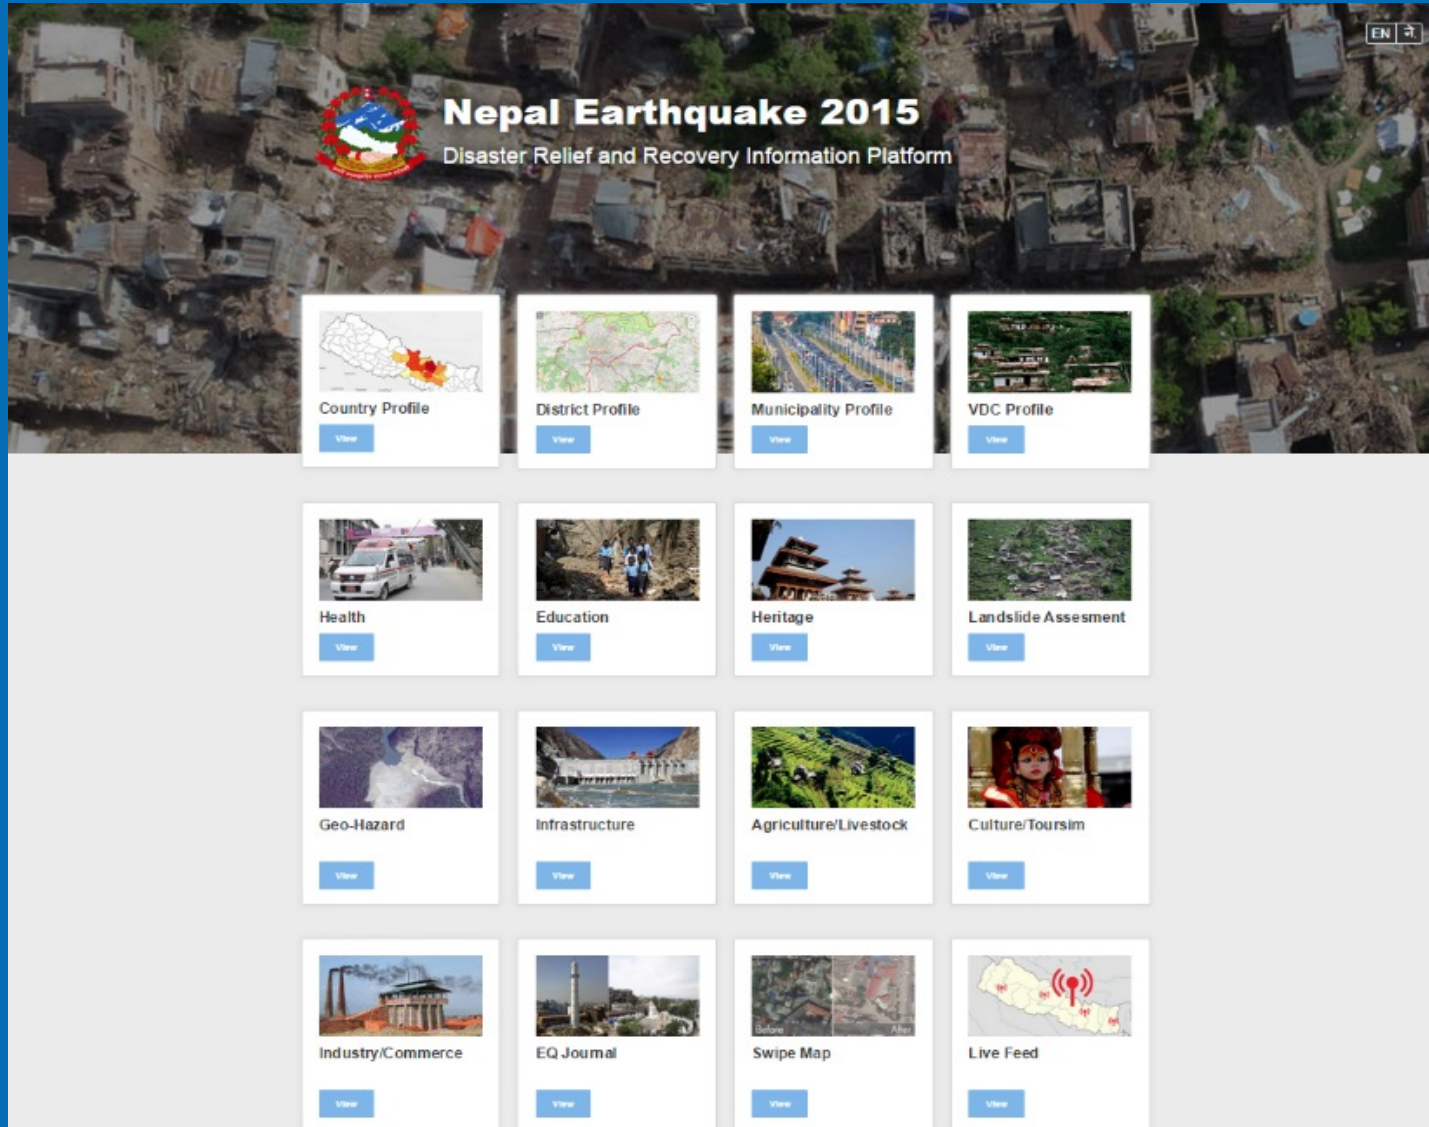 EN ने.
Nepal Earthquake 2015
Disaster Relief and Recovery Information Platform
Country Profile
View
District Profile
View
Municipality Profile
View
VDC Profile
View
Health
View
Education
View
Heritage
View
Landslide Assesment
View
Geo-Hazard
View
Infrastructure
View
Agriculture/Livestock
View
Culture/Toursim
View
Industry/Commerce
View
EQ Journal
View
Before After
Swipe Map
View
Live Feed
View